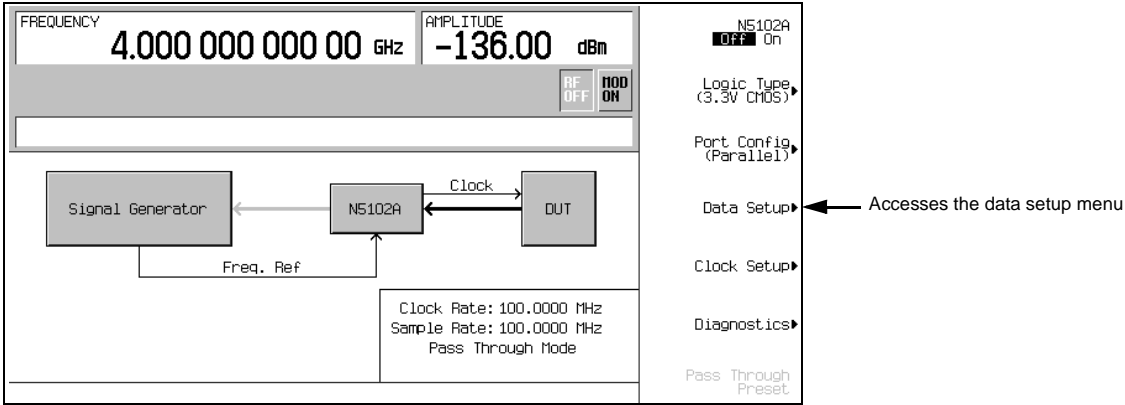 FREQUENCY
4.000 000 000 00 GHz
AMPLITUDE
-136.00 dBm
RF
OFF
MOD
ON
N5102A
Off On
Logic Type
(3.3V CMOS)
Port Config
(Parallel)
Data Setup
Accesses the data setup menu
Clock Setup
Diagnostics
Pass Through
Preset
Signal Generator
N5102A
Clock
DUT
Freq. Ref
Clock Rate: 100.0000 MHz
Sample Rate: 100.0000 MHz
Pass Through Mode